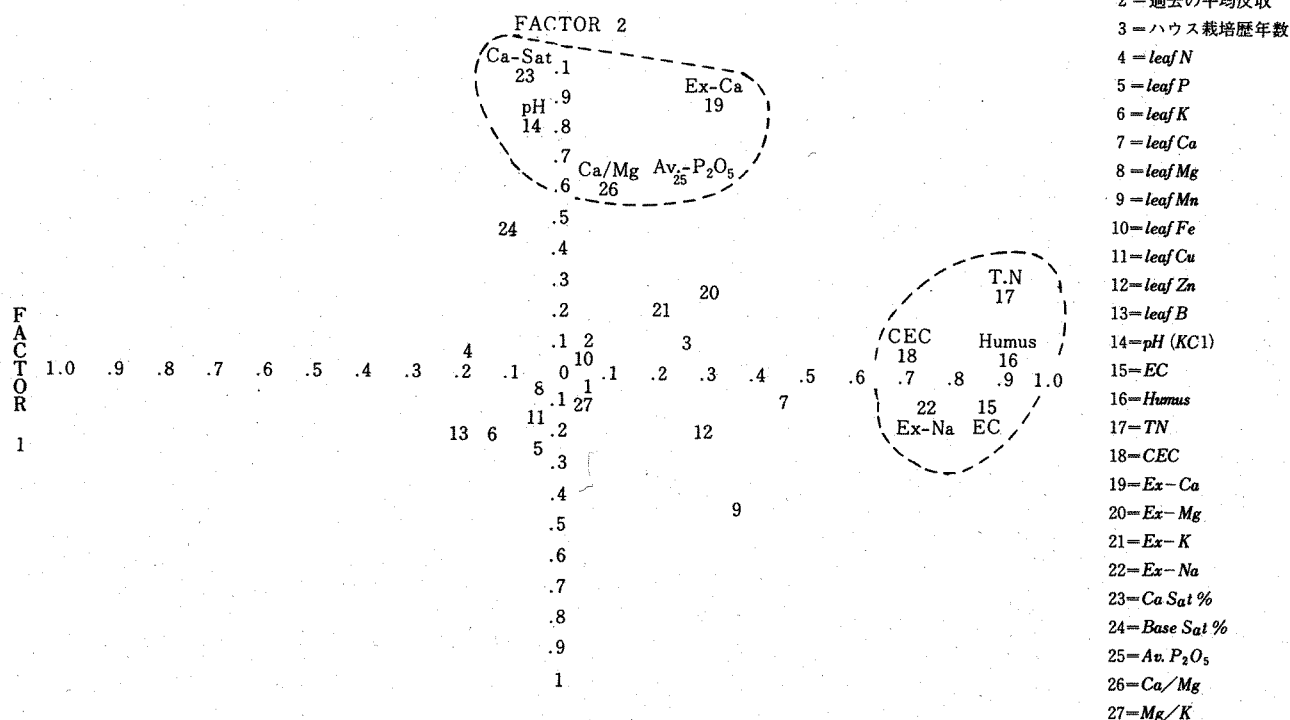 2=過去の平均反収
FACTOR 2
3=ハウス栽培歴年数
Ca-Sat .1
4=leaf N
23
Ex-Ca
5=leaf P
pH .9
19
14 .8
6=leaf K
.7
7=leaf Ca
Ca/Mg Av.-P₂O₅
25
.6
26
8=leaf Mg
9=leaf Mn
.5
24
10=leaf Fe
.4
11=leaf Cu
.3
T.N
12=leaf Zn
20
17
.2
21
13=leaf B
.1 2
3
CEC
Humus
14=pH (KCl)
4
10
18
16
FACTOR 1
1.0 .9 .8 .7 .6 .5 .4 .3 .2 .1 0 .1 .2 .3 .4 .5 .6 .7 .8 .9 1.0
15=EC
8 1
.1 27
7
22 15
16=Humus
11
13 6 .2
12
Ex-Na EC
17=TN
5
.3
18=CEC
.4
19=Ex-Ca
9
.5
20=Ex-Mg
21=Ex-K
.6
22=Ex-Na
.7
.8
23=Ca Sat %
.9
24=Base Sat %
1
25=Av. P₂O₅
26=Ca/Mg
27=Mg/K